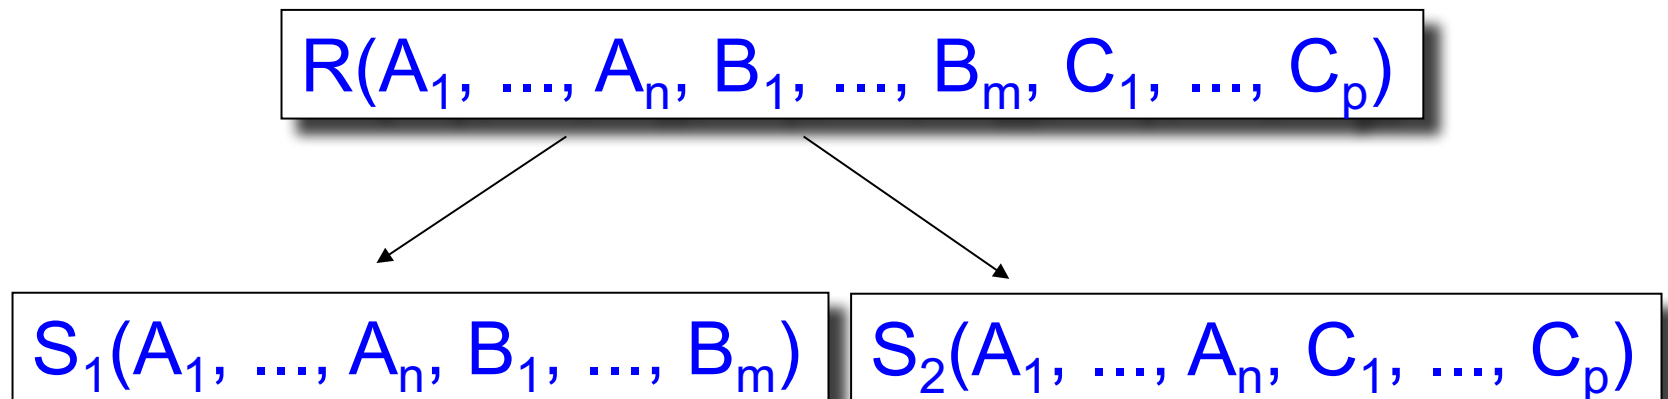 R(A₁, ..., Aₙ, B₁, ..., Bₘ, C₁, ..., Cₚ)
S₁(A₁, ..., Aₙ, B₁, ..., Bₘ)
S₂(A₁, ..., Aₙ, C₁, ..., Cₚ)